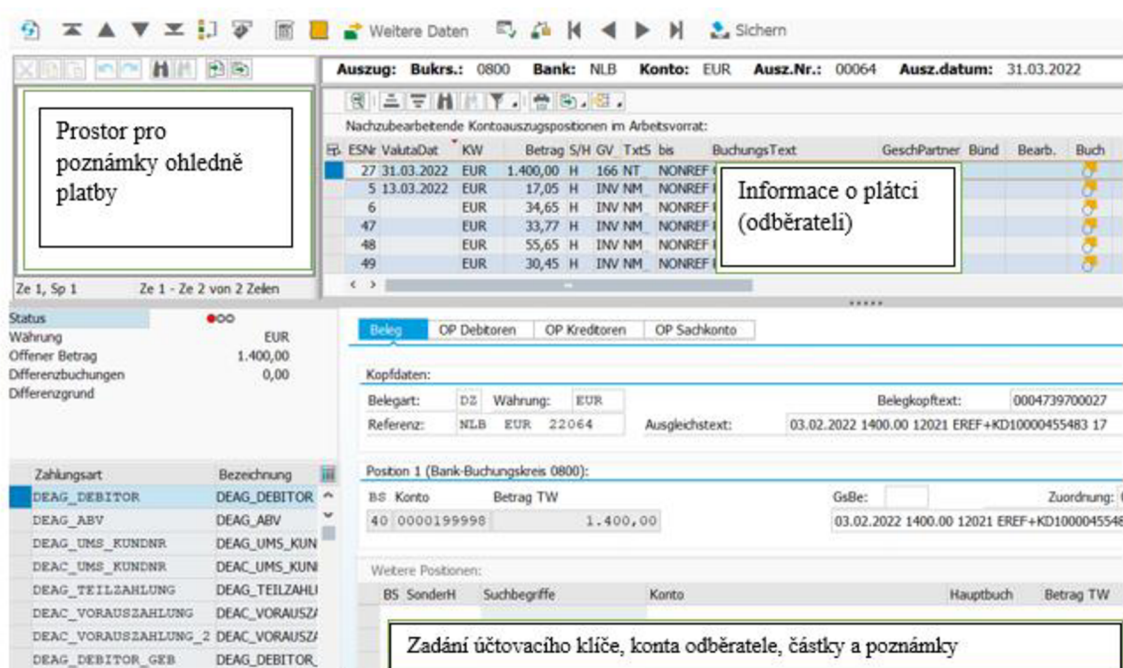 Weitere Daten Sichern
Auszug: Bukrs.: 0800 Bank: NLB Konto: EUR Ausz.Nr.: 00064 Ausz.datum: 31.03.2022
Prostor pro
poznámky ohledně
platby
Ze 1, Sp 1 Ze 1 - Ze 2 von 2 Zeilen
Nachzubearbeitende Kontoauszugspositionen im Arbeitsvorrat:
ESNr ValutaDat KW Betrag S/H GV_ TxtS bis BuchungsText GeschPartner Bünd Bearb. Buch
27 31.03.2022 EUR 1.400,00 H 166 NT_ NONREF
5 13.03.2022 EUR 17,05 H INV NM_ NONREF
6 EUR 34,65 H INV NM_ NONREF
47 EUR 33,77 H INV NM_ NONREF
48 EUR 55,65 H INV NM_ NONREF
49 EUR 30,45 H INV NM_ NONREF
Informace o plátci
(odběrateli)
Status
Währung EUR
Offener Betrag 1.400,00
Differenzbuchungen 0,00
Differenzgrund
Zahlungsart Bezeichnung
DEAG_DEBITOR DEAG_DEBITOR
DEAG_ABV DEAG_ABV
DEAG_UMS_KUNDNR DEAG_UMS_KUN
DEAC_UMS_KUNDNR DEAC_UMS_KUN
DEAG_TEILZAHLUNG DEAG_TEILZAHL
DEAC_VORAUSZAHLUNG DEAC_VORAUSZ
DEAC_VORAUSZAHLUNG_2 DEAC_VORAUSZ
DEAG_DEBITOR_GEB DEAG_DEBITOR_
Beleg OP Debitoren OP Kreditoren OP Sachkonto
Kopfdaten:
Belegart: DZ Währung: EUR Belegkopftext: 0004739700027
Referenz: NLB EUR 22064 Ausgleichstext: 03.02.2022 1400.00 12021 EREF+KD10000455483 17
Position 1 (Bank-Buchungskreis 0800):
BS Konto Betrag TW GsBe: Zuordnung:
40 0000199998 1.400,00 03.02.2022 1400.00 12021 EREF+KD1000045548
Weitere Positionen:
BS SonderH Suchbegriffe Konto Hauptbuch Betrag TW
Zadání účtovacího klíče, konta odběratele, částky a poznámky